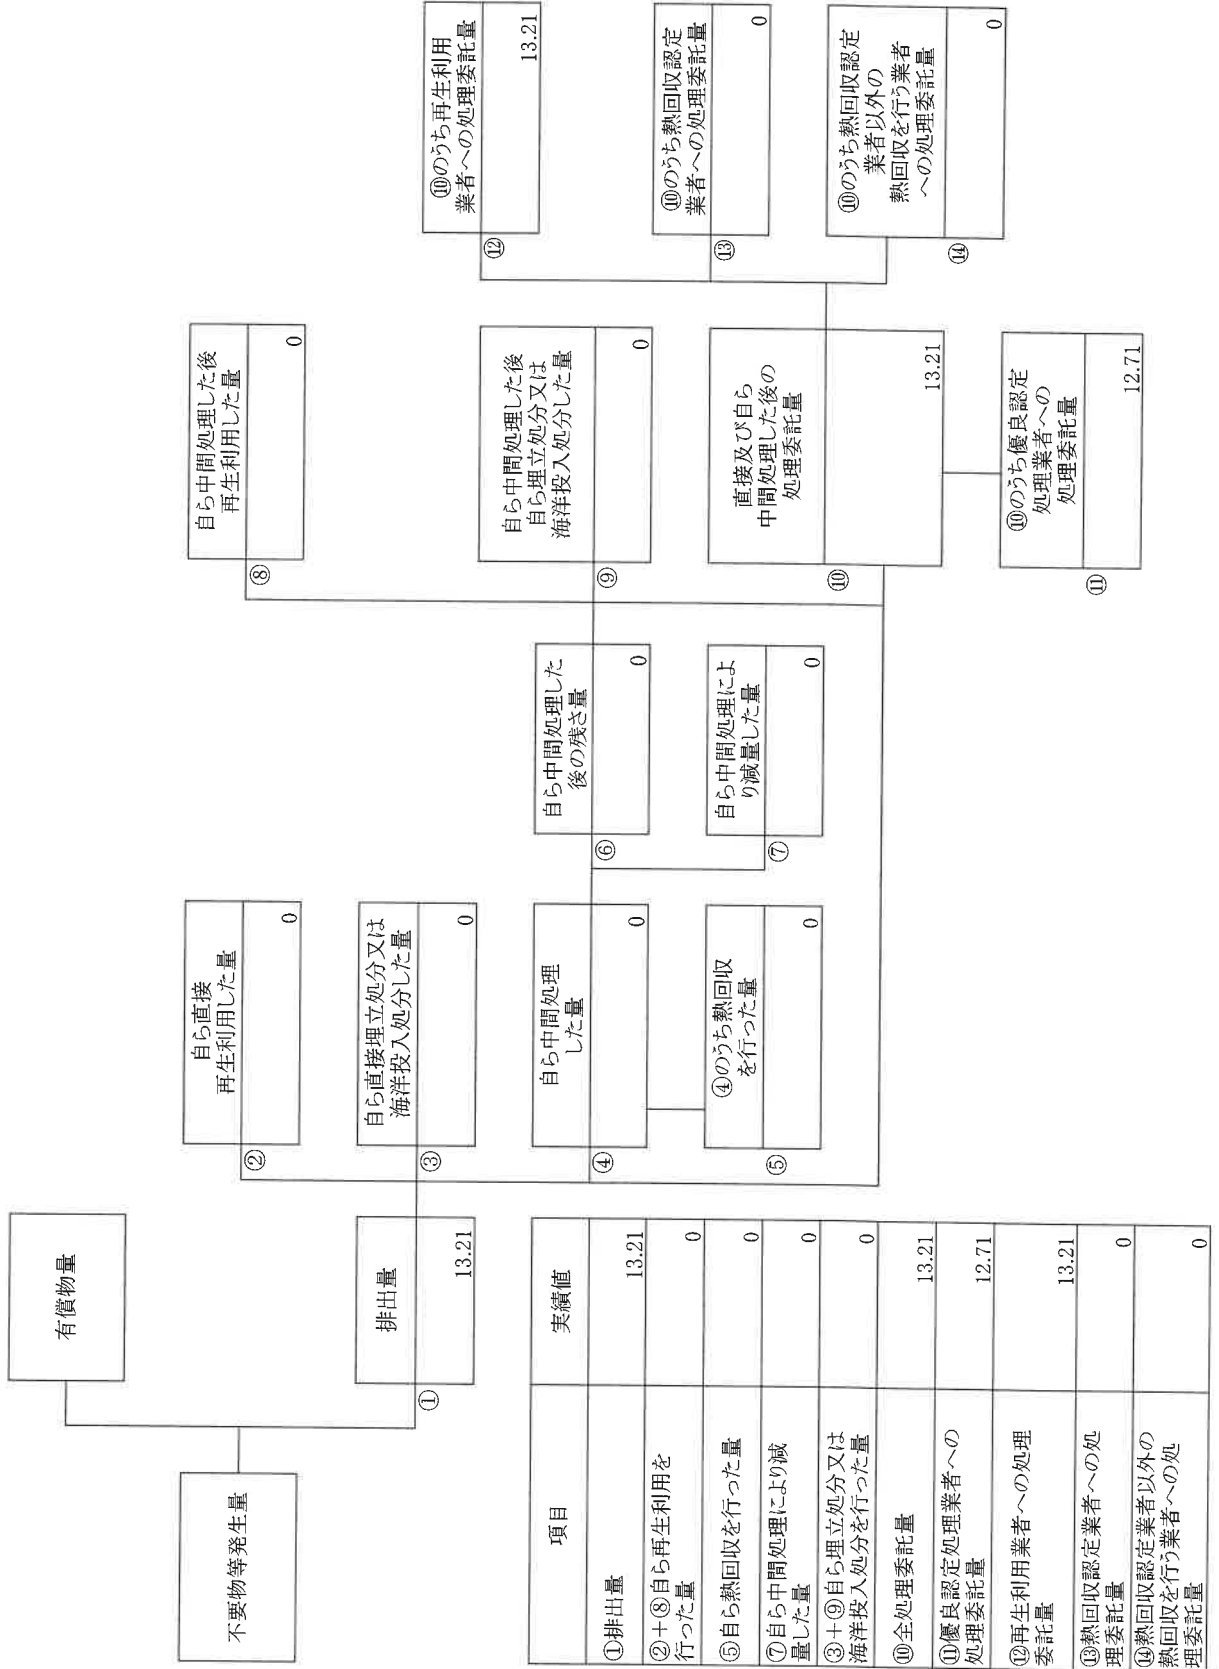 有償物量
不要物等発生量
排出量
①
13.21
自ら直接
再生利用した量
②
0
自ら直接埋立処分又は
海洋投入処分した量
③
0
自ら中間処理
した量
④
0
④のうち熱回収
を行った量
⑤
0
自ら中間処理した
後の残さ量
⑥
0
自ら中間処理によ
り減量した量
⑦
0
自ら中間処理した後
再生利用した量
⑧
0
自ら中間処理した後
自ら埋立処分又は
海洋投入処分した量
⑨
0
直接及び自ら
中間処理した後の
処理委託量
⑩
13.21
⑩のうち優良認定
処理業者への
処理委託量
⑪
12.71
⑩のうち再生利用
業者への処理委託量
⑫
13.21
⑩のうち熱回収認定
業者への処理委託量
⑬
0
⑩のうち熱回収認定
業者以外の
熱回収を行う業者
への処理委託量
⑭
0
項目 実績値
①排出量 13.21
②+⑧自ら再生利用を
行った量 0
⑤自ら熱回収を行った量 0
⑦自ら中間処理により減
量した量 0
③+⑨自ら埋立処分又は
海洋投入処分を行った量 0
⑩全処理委託量 13.21
⑪優良認定処理業者への
処理委託量 12.71
⑫再生利用業者への処理
委託量 13.21
⑬熱回収認定業者への処
理委託量 0
⑭熱回収認定業者以外の
熱回収を行う業者への処
理委託量 0